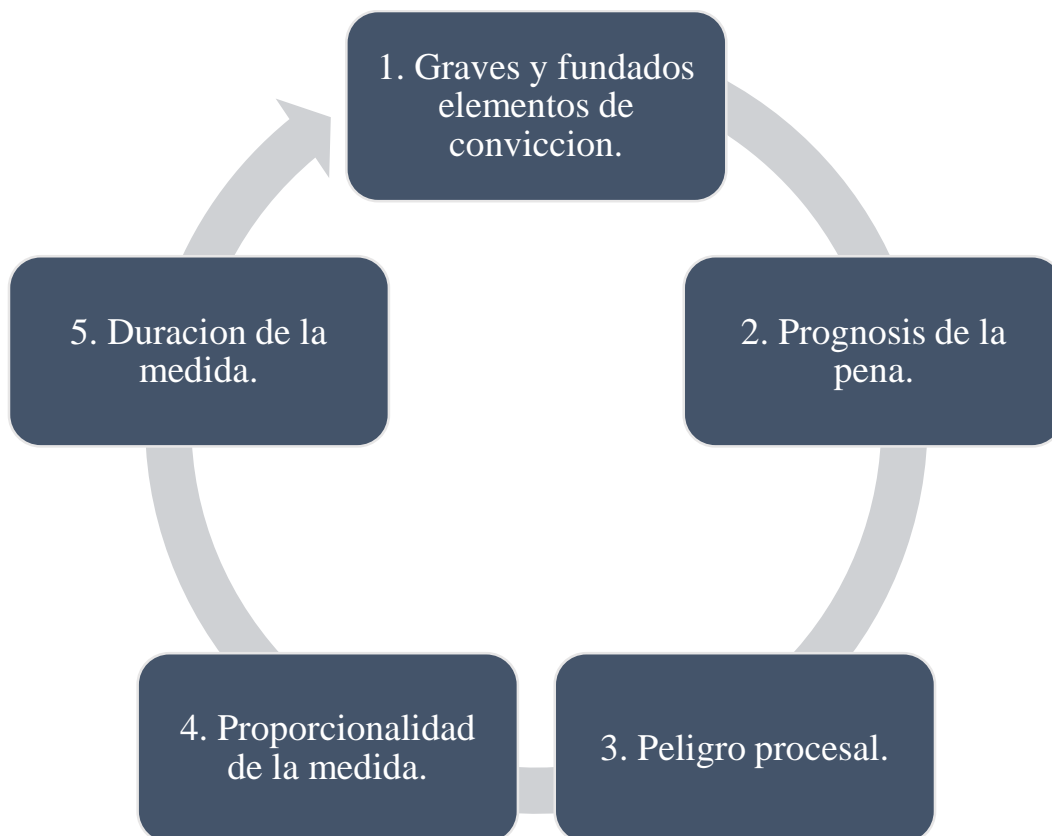 1. Graves y fundados
elementos de
conviccion.
2. Prognosis de la
pena.
3. Peligro procesal.
4. Proporcionalidad
de la medida.
5. Duracion de la
medida.